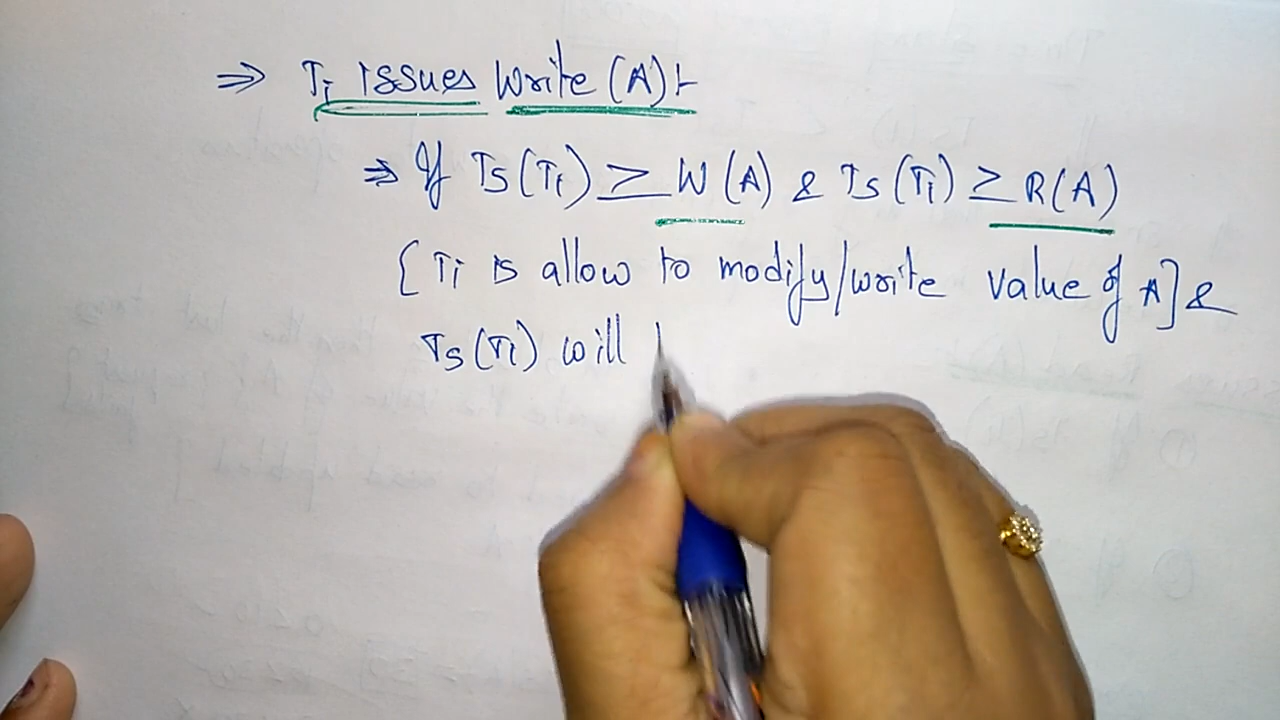 ⇒ Ti issues Write (A):-
⇒ If Ts(Ti) ≥ W(A) & Ts(Ti) ≥ R(A)
[Ti is allow to modify/write value of A] &
Ts(Ti) will